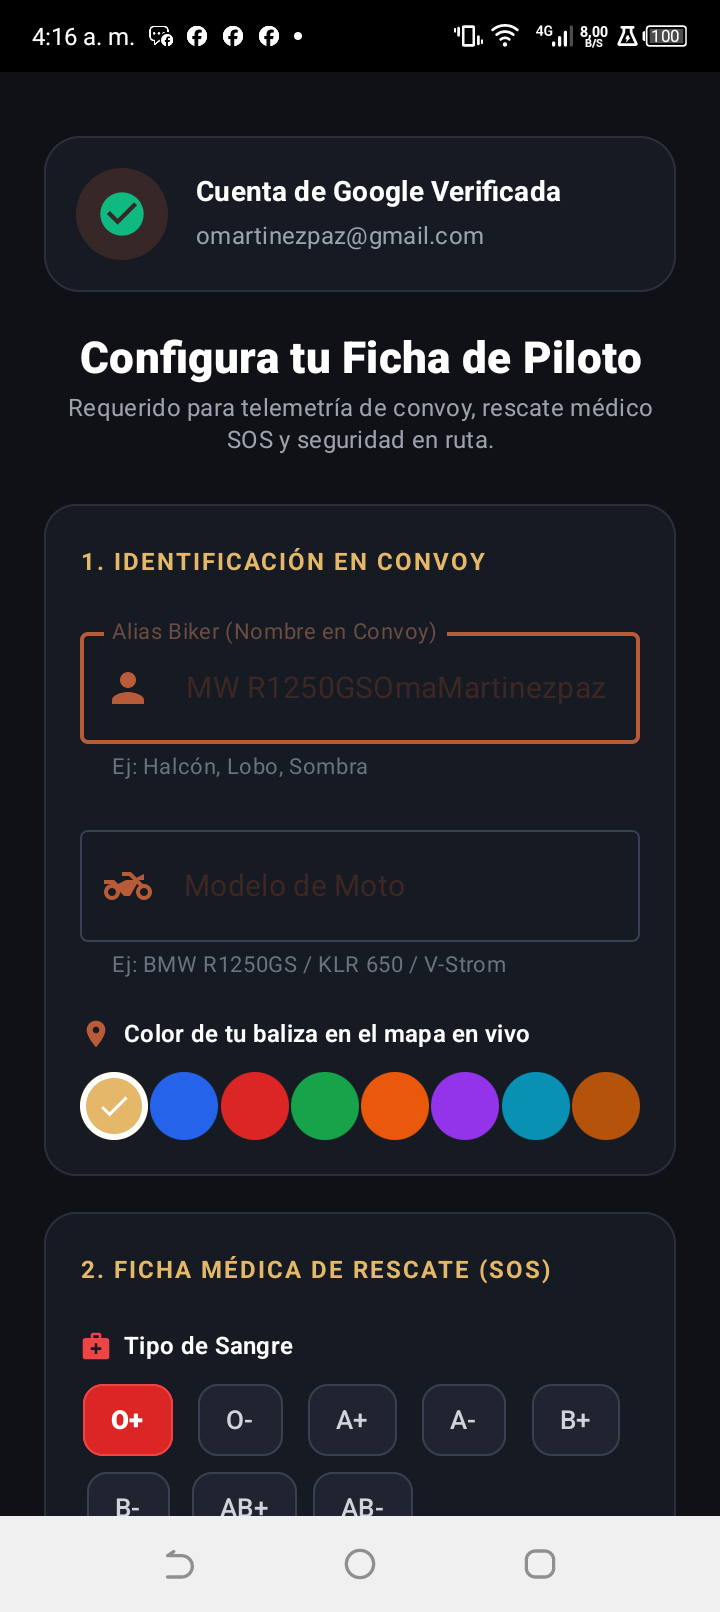 4:16 a. m.
4G
8,00
B/S
100
Cuenta de Google Verificada
omartinezpaz@gmail.com
Configura tu Ficha de Piloto
Requerido para telemetría de convoy, rescate médico
SOS y seguridad en ruta.
1. IDENTIFICACIÓN EN CONVOY
Alias Biker (Nombre en Convoy)
MW R1250GSOmaMartinezpaz
Ej: Halcón, Lobo, Sombra
Modelo de Moto
Ej: BMW R1250GS / KLR 650 / V-Strom
Color de tu baliza en el mapa en vivo
2. FICHA MÉDICA DE RESCATE (SOS)
Tipo de Sangre
O+ O- A+ A- B+
B- AB+ AB-